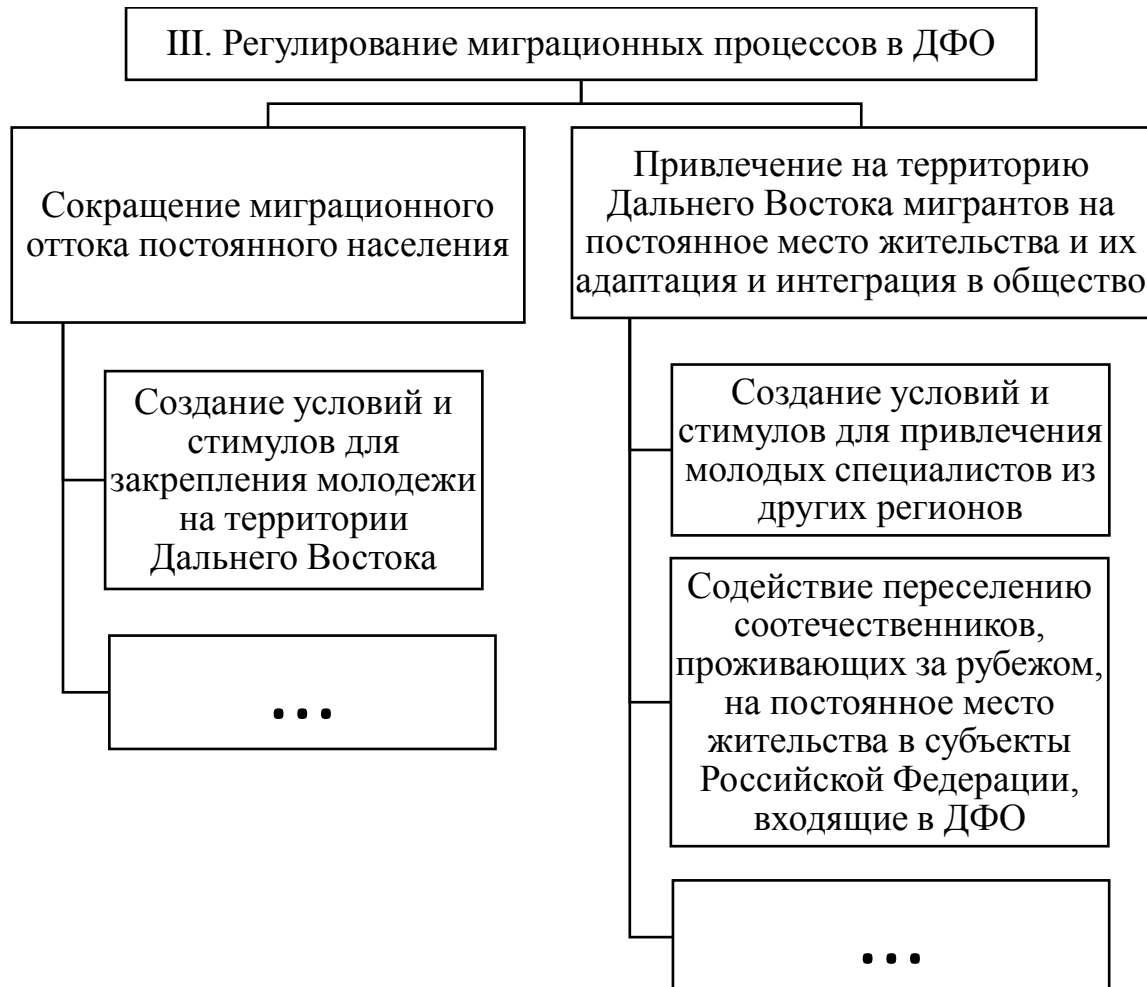 III. Регулирование миграционных процессов в ДФО
Сокращение миграционного
оттока постоянного населения
Создание условий и
стимулов для
закрепления молодежи
на территории
Дальнего Востока
...
Привлечение на территорию
Дальнего Востока мигрантов на
постоянное место жительства и их
адаптация и интеграция в общество
Создание условий и
стимулов для привлечения
молодых специалистов из
других регионов
Содействие переселению
соотечественников,
проживающих за рубежом,
на постоянное место
жительства в субъекты
Российской Федерации,
входящие в ДФО
...